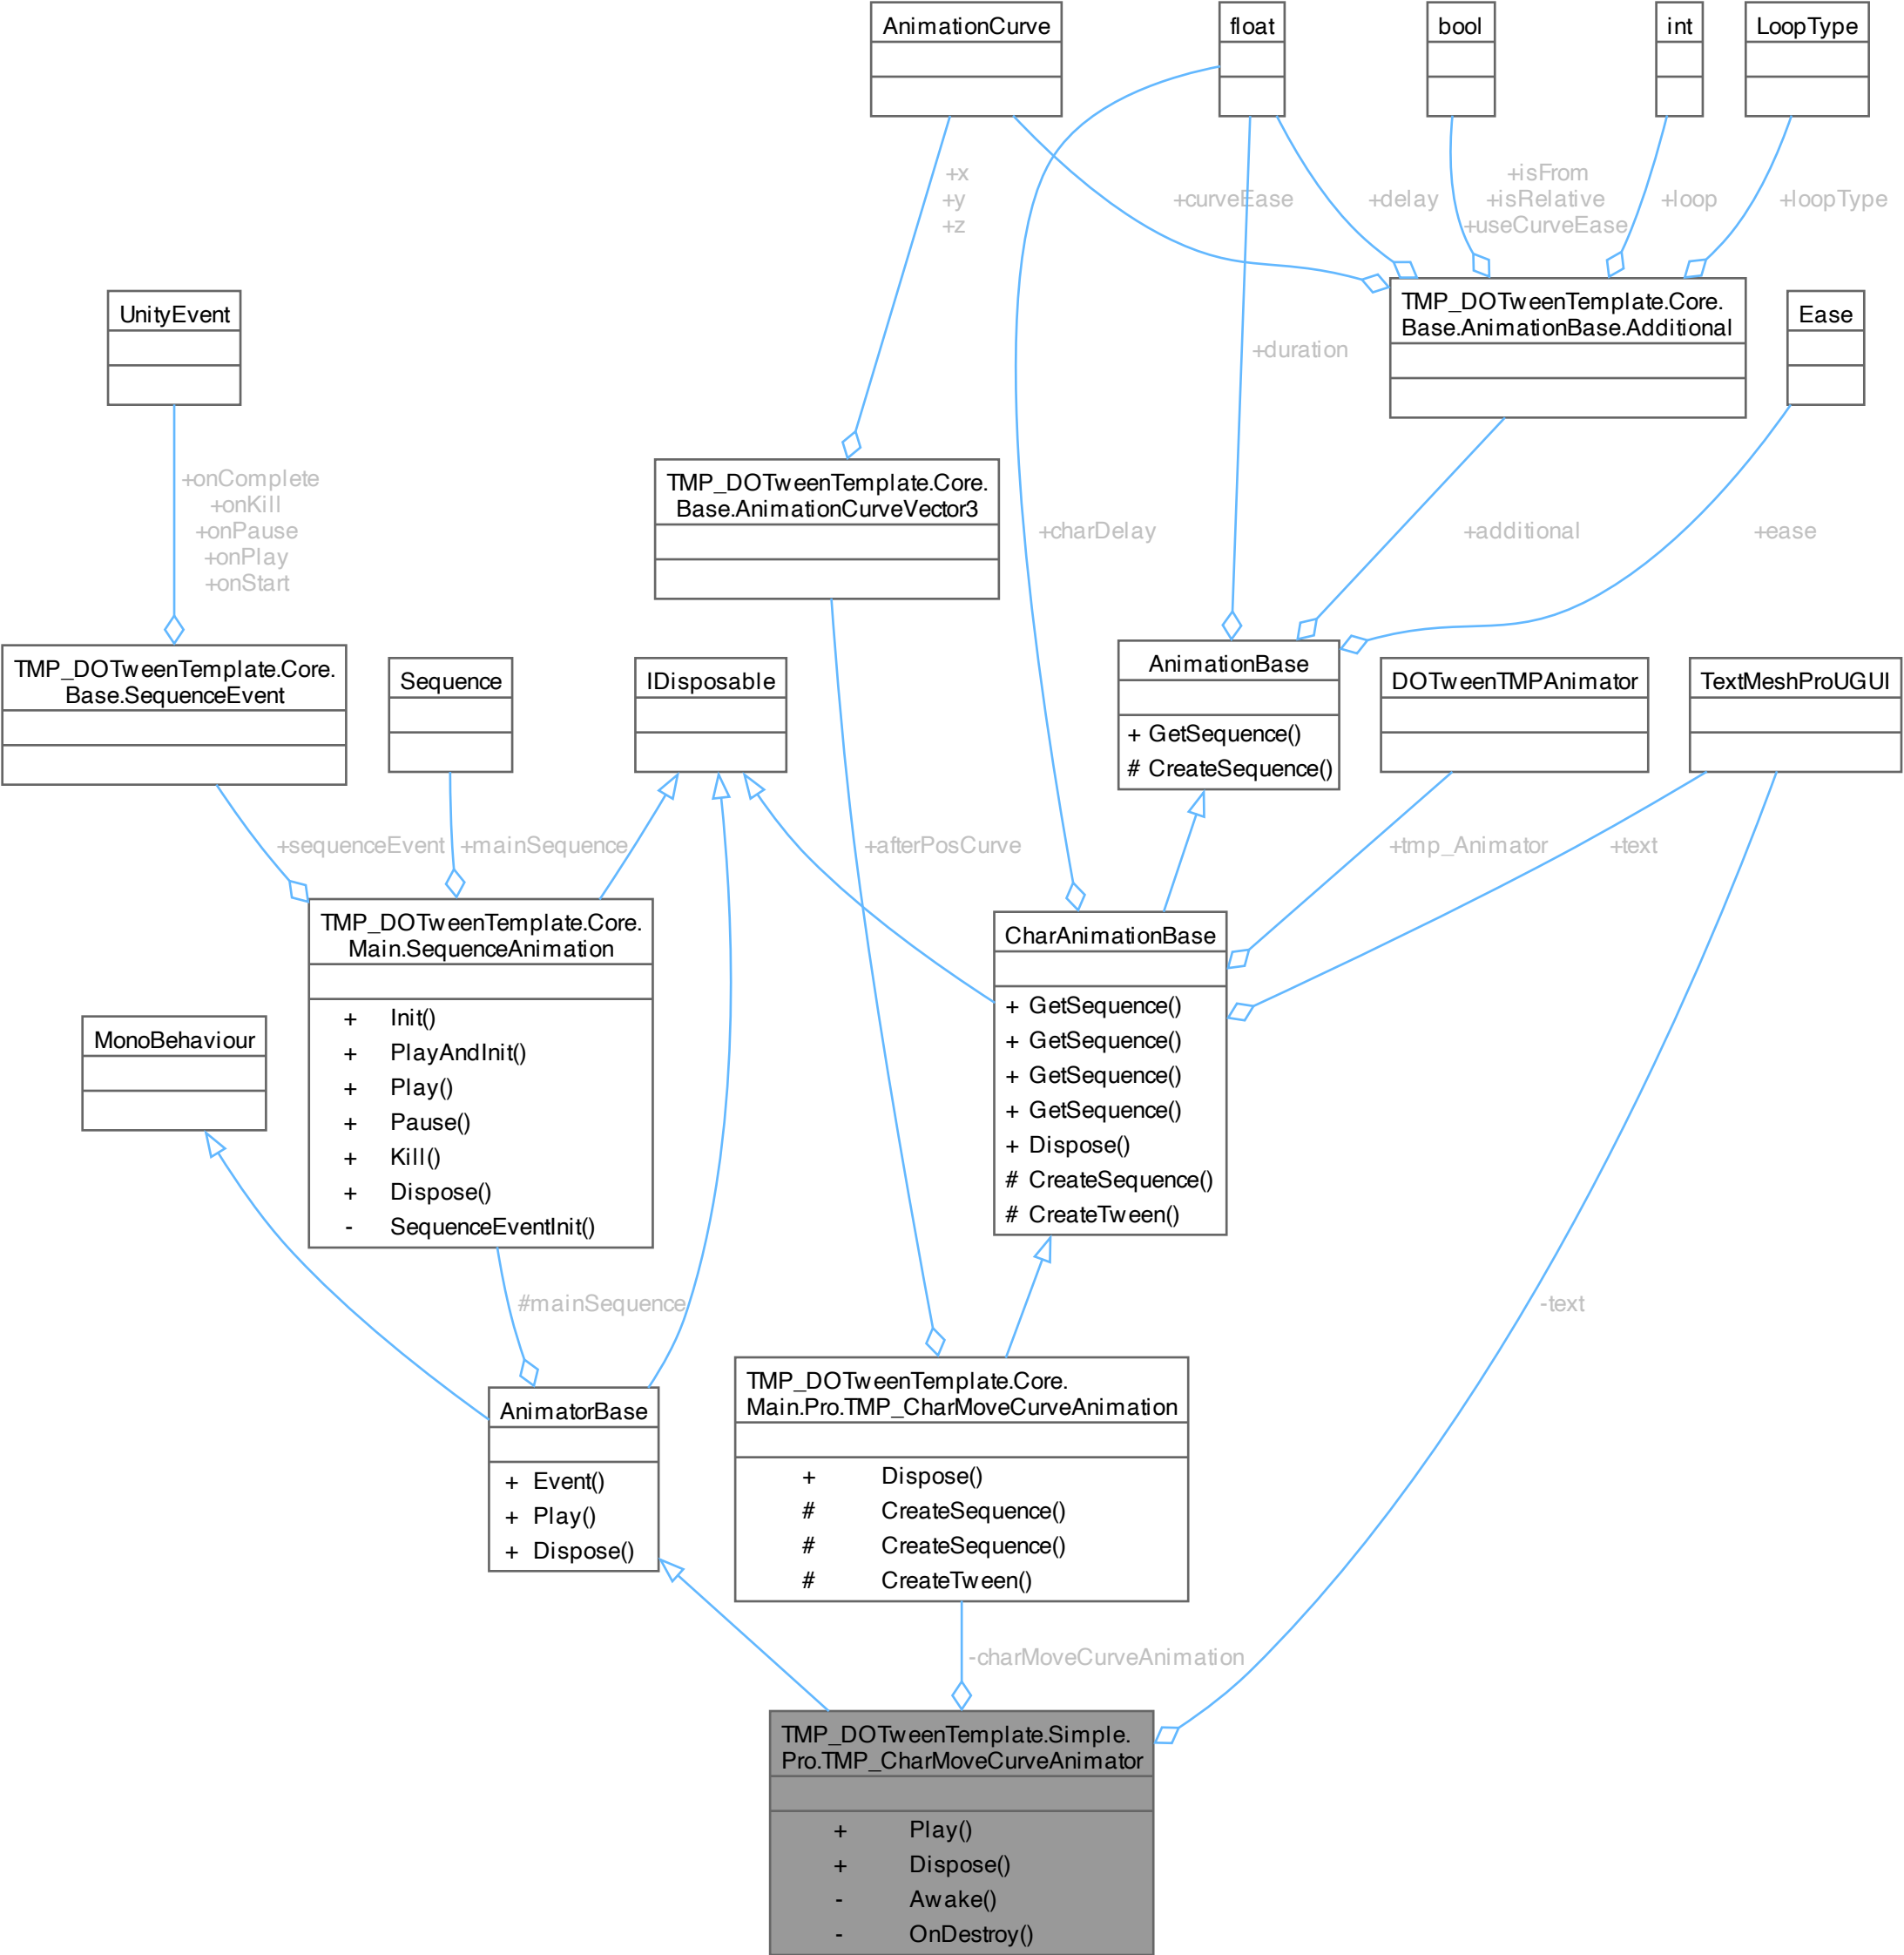 AnimationCurve
float
bool
int
LoopType
+x
+y
+z
+curveEase
+delay
+isFrom
+isRelative
+useCurveEase
+loop
+loopType
UnityEvent
TMP_DOTweenTemplate.Core.
Base.AnimationBase.Additional
Ease
+duration
+onComplete
+onKill
+onPause
+onPlay
+onStart
TMP_DOTweenTemplate.Core.
Base.AnimationCurveVector3
+charDelay
+additional
+ease
TMP_DOTweenTemplate.Core.
Base.SequenceEvent
Sequence
IDisposable
AnimationBase
+ GetSequence()
# CreateSequence()
DOTweenTMPAnimator
TextMeshProUGUI
+sequenceEvent
+mainSequence
+afterPosCurve
+tmp_Animator
+text
TMP_DOTweenTemplate.Core.
Main.SequenceAnimation
+ Init()
+ PlayAndInit()
+ Play()
+ Pause()
+ Kill()
+ Dispose()
- SequenceEventInit()
CharAnimationBase
+ GetSequence()
+ GetSequence()
+ GetSequence()
+ GetSequence()
+ Dispose()
# CreateSequence()
# CreateTween()
MonoBehaviour
#mainSequence
-text
AnimatorBase
+ Event()
+ Play()
+ Dispose()
TMP_DOTweenTemplate.Core.
Main.Pro.TMP_CharMoveCurveAnimation
+ Dispose()
# CreateSequence()
# CreateSequence()
# CreateTween()
-charMoveCurveAnimation
TMP_DOTweenTemplate.Simple.
Pro.TMP_CharMoveCurveAnimator
+ Play()
+ Dispose()
- Awake()
- OnDestroy()